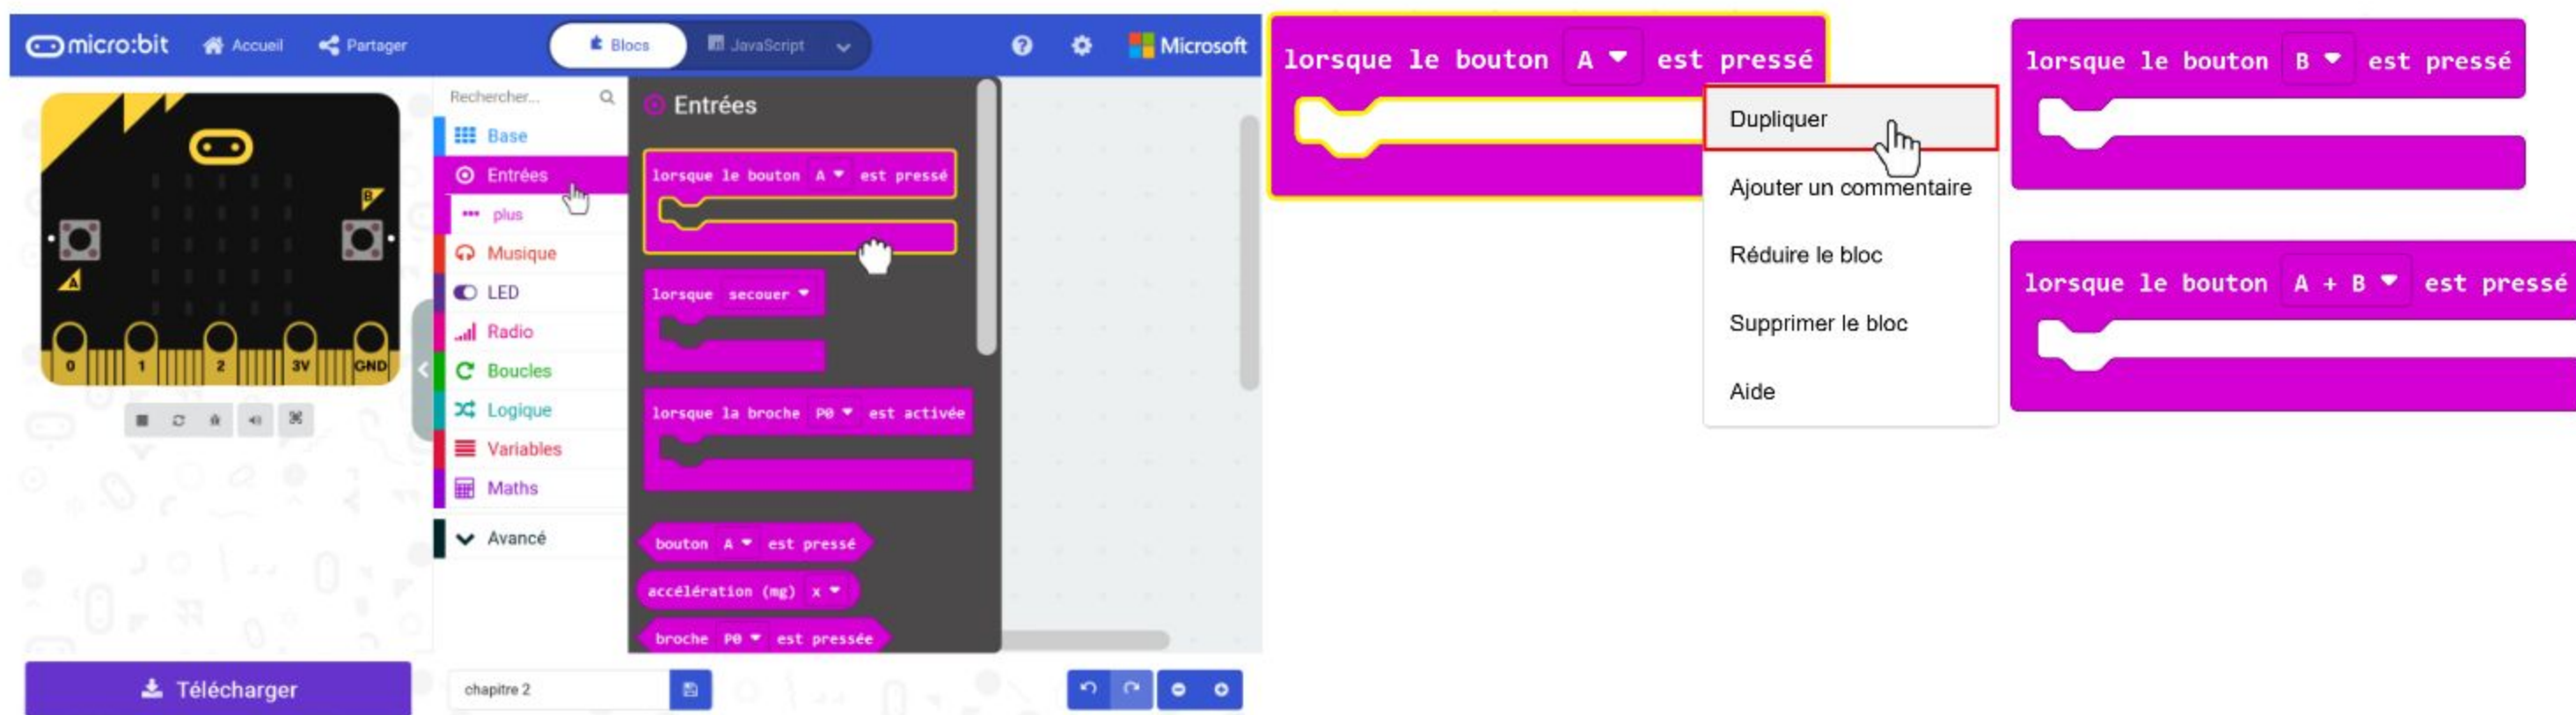 micro:bit Accueil Partager Blocs JavaScript ? Microsoft
B
A
0 1 2 3V GND
Télécharger
Rechercher...
Base
Entrées
plus
Musique
LED
Radio
Boucles
Logique
Variables
Maths
Avancé
chapitre 2
Entrées
lorsque le bouton A est pressé
lorsque secouer
lorsque la broche P0 est activée
bouton A est pressé
accélération (mg) x
broche P0 est pressée
lorsque le bouton A est pressé
Dupliquer
Ajouter un commentaire
Réduire le bloc
Supprimer le bloc
Aide
lorsque le bouton B est pressé
lorsque le bouton A + B est pressé